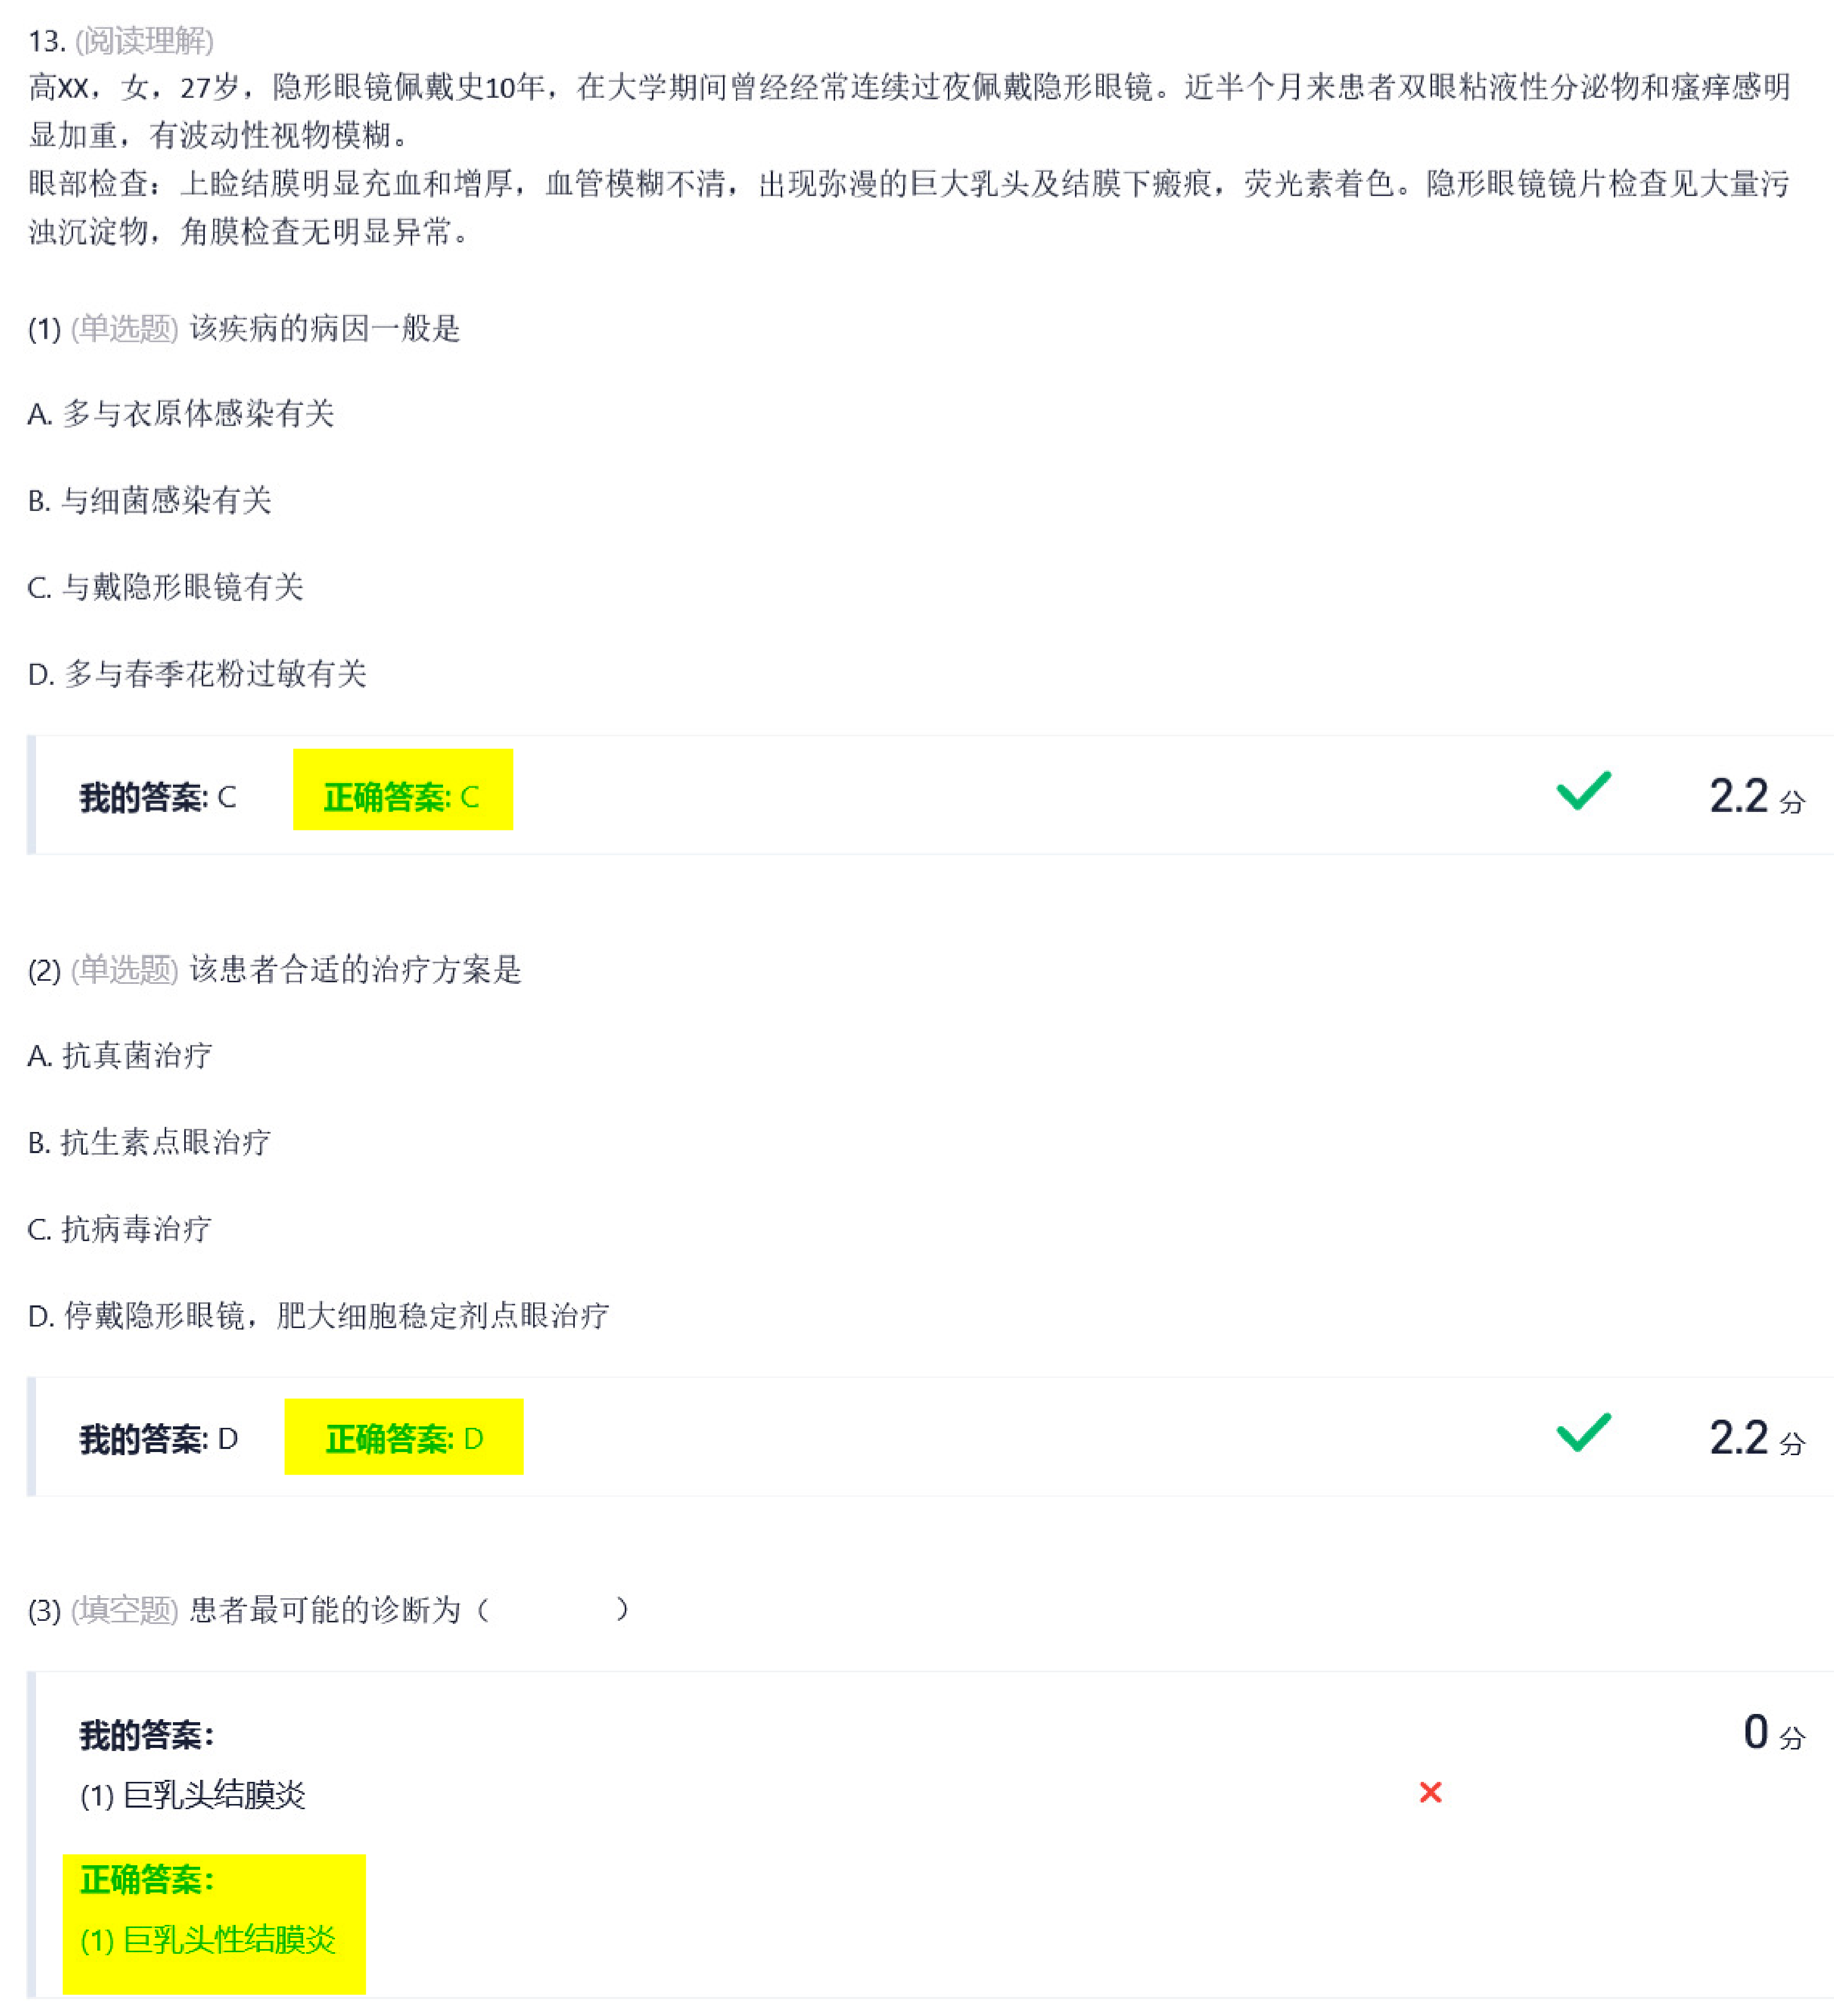 13. (阅读理解)
高XX，女，27岁，隐形眼镜佩戴史10年，在大学期间曾经经常连续过夜佩戴隐形眼镜。近半个月来患者双眼粘液性分泌物和瘙痒感明
显加重，有波动性视物模糊。
眼部检查：上睑结膜明显充血和增厚，血管模糊不清，出现弥漫的巨大乳头及结膜下瘢痕，荧光素着色。隐形眼镜镜片检查见大量污
浊沉淀物，角膜检查无明显异常。
(1) (单选题) 该疾病的病因一般是
A. 多与衣原体感染有关
B. 与细菌感染有关
C. 与戴隐形眼镜有关
D. 多与春季花粉过敏有关
我的答案: C 正确答案: C 2.2 分
(2) (单选题) 该患者合适的治疗方案是
A. 抗真菌治疗
B. 抗生素点眼治疗
C. 抗病毒治疗
D. 停戴隐形眼镜，肥大细胞稳定剂点眼治疗
我的答案: D 正确答案: D 2.2 分
(3) (填空题) 患者最可能的诊断为（ ）
我的答案： 0 分
(1) 巨乳头结膜炎
正确答案：
(1) 巨乳头性结膜炎